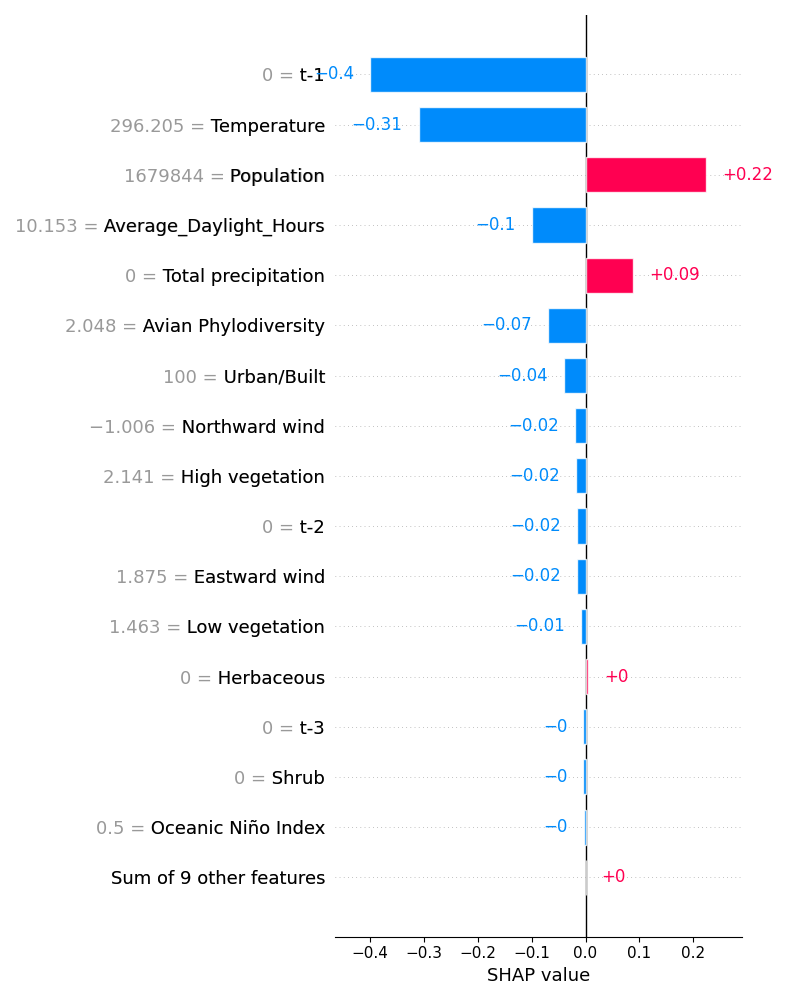 0 = t-1 −0.4
296.205 = Temperature −0.31
1679844 = Population +0.22
10.153 = Average_Daylight_Hours −0.1
0 = Total precipitation +0.09
2.048 = Avian Phylodiversity −0.07
100 = Urban/Built −0.04
−1.006 = Northward wind −0.02
2.141 = High vegetation −0.02
0 = t-2 −0.02
1.875 = Eastward wind −0.02
1.463 = Low vegetation −0.01
0 = Herbaceous +0
0 = t-3 −0
0 = Shrub −0
0.5 = Oceanic Niño Index −0
Sum of 9 other features +0
−0.4 −0.3 −0.2 −0.1 0.0 0.1 0.2
SHAP value